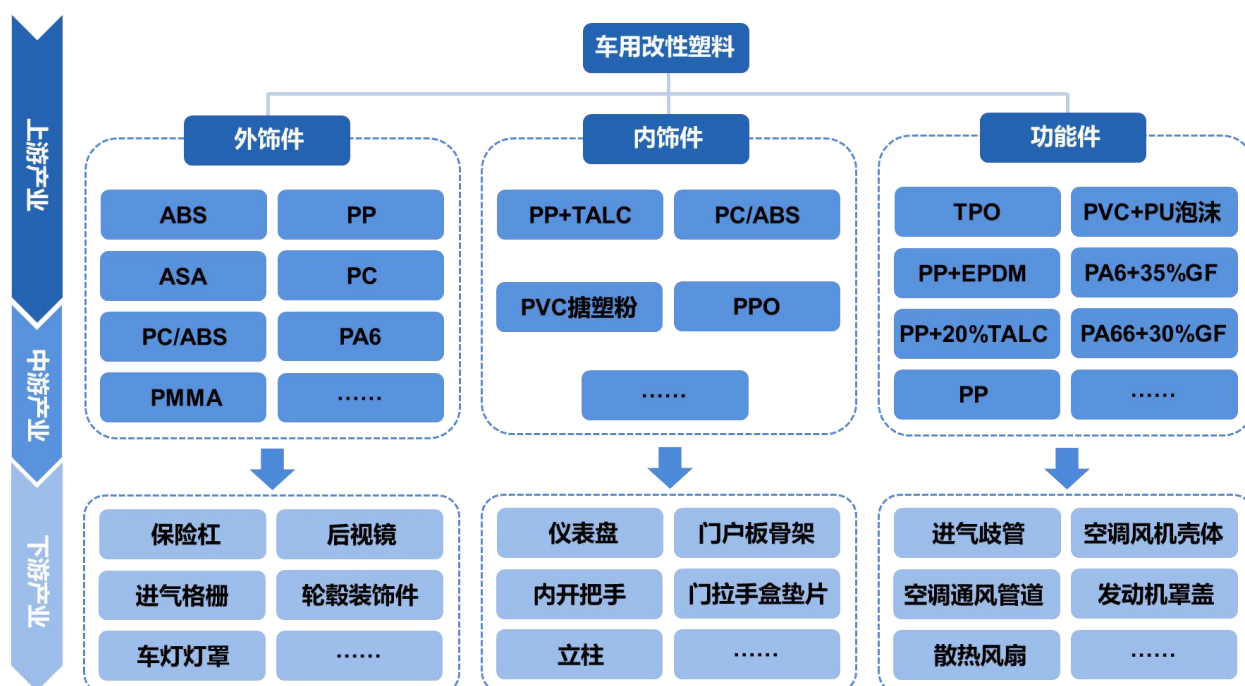 车用改性塑料
上游产业
中游产业
下游产业
外饰件
ABS
PP
ASA
PC
PC/ABS
PA6
PMMA
······
保险杠
后视镜
进气格栅
轮毂装饰件
车灯灯罩
······
内饰件
PP+TALC
PC/ABS
PVC搪塑粉
PPO
······
仪表盘
门户板骨架
内开把手
门拉手盒垫片
立柱
······
功能件
TPO
PVC+PU泡沫
PP+EPDM
PA6+35%GF
PP+20%TALC
PA66+30%GF
PP
······
进气歧管
空调风机壳体
空调通风管道
发动机罩盖
散热风扇
······